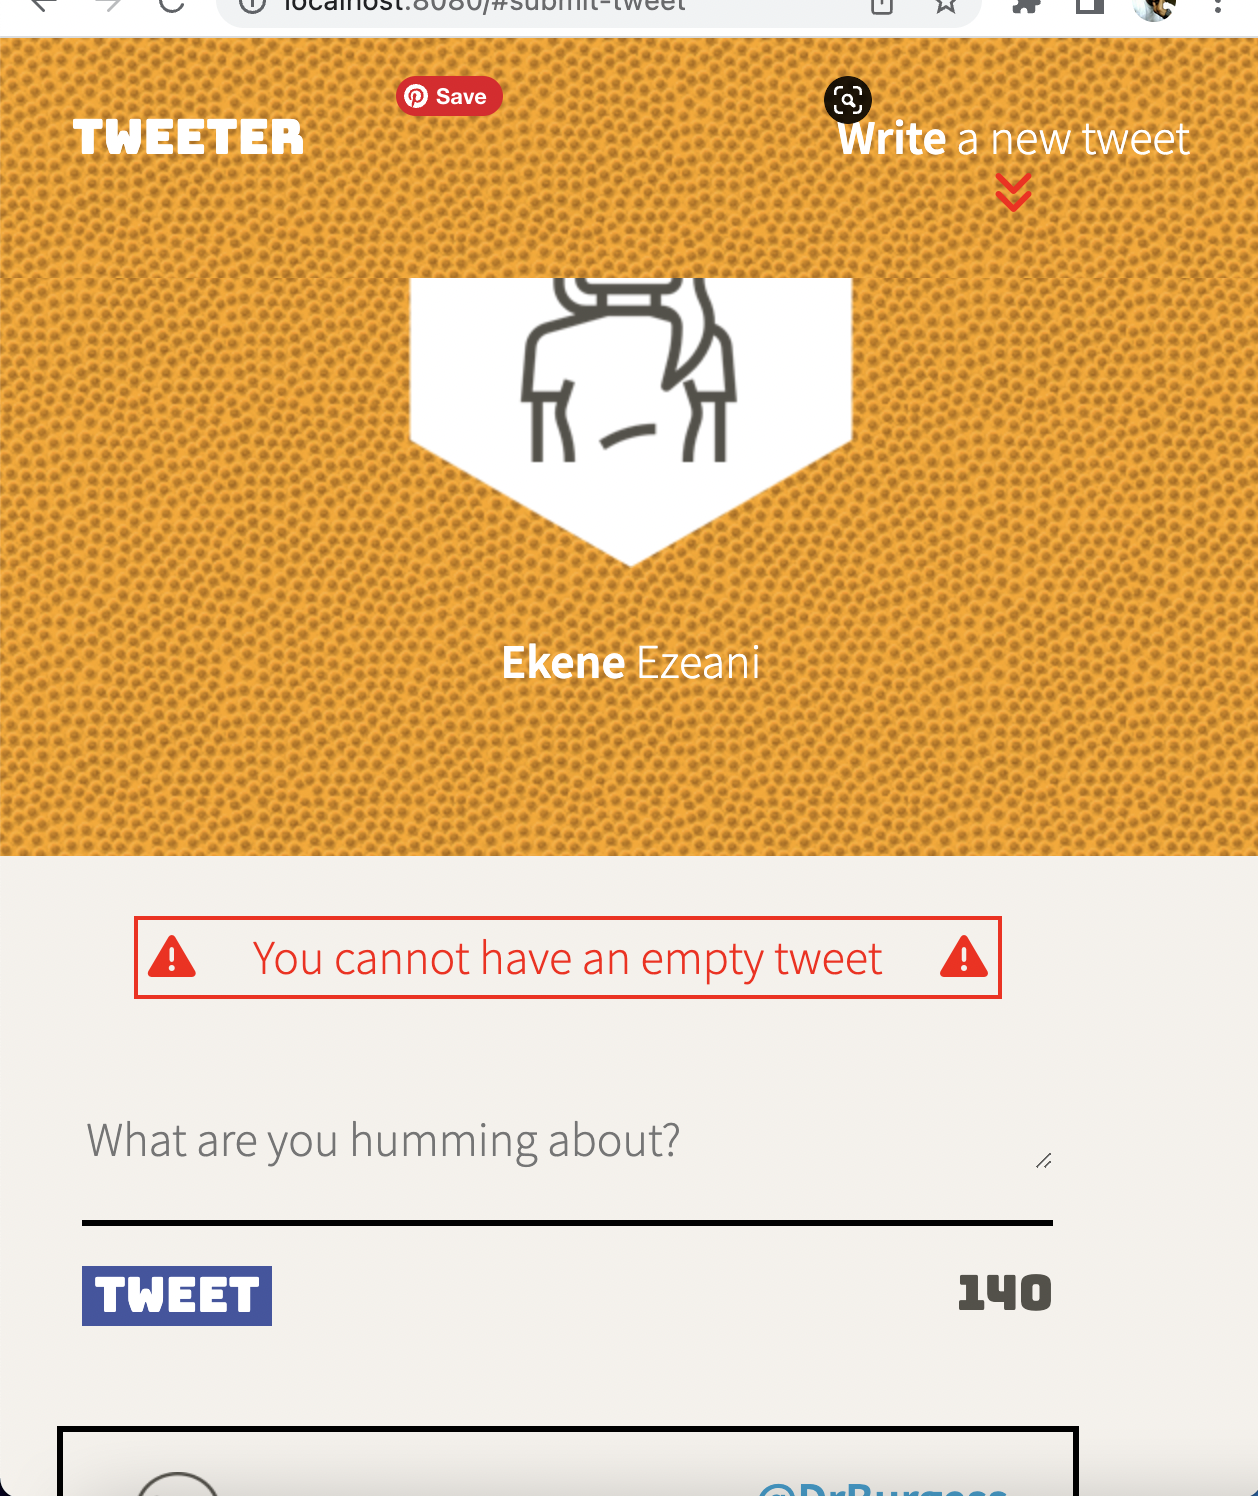 localhost:8080/#submit-tweet
Save
TWEETER
Write a new tweet
Ekene Ezeani
You cannot have an empty tweet
What are you humming about?
TWEET
140
@DrBurgess